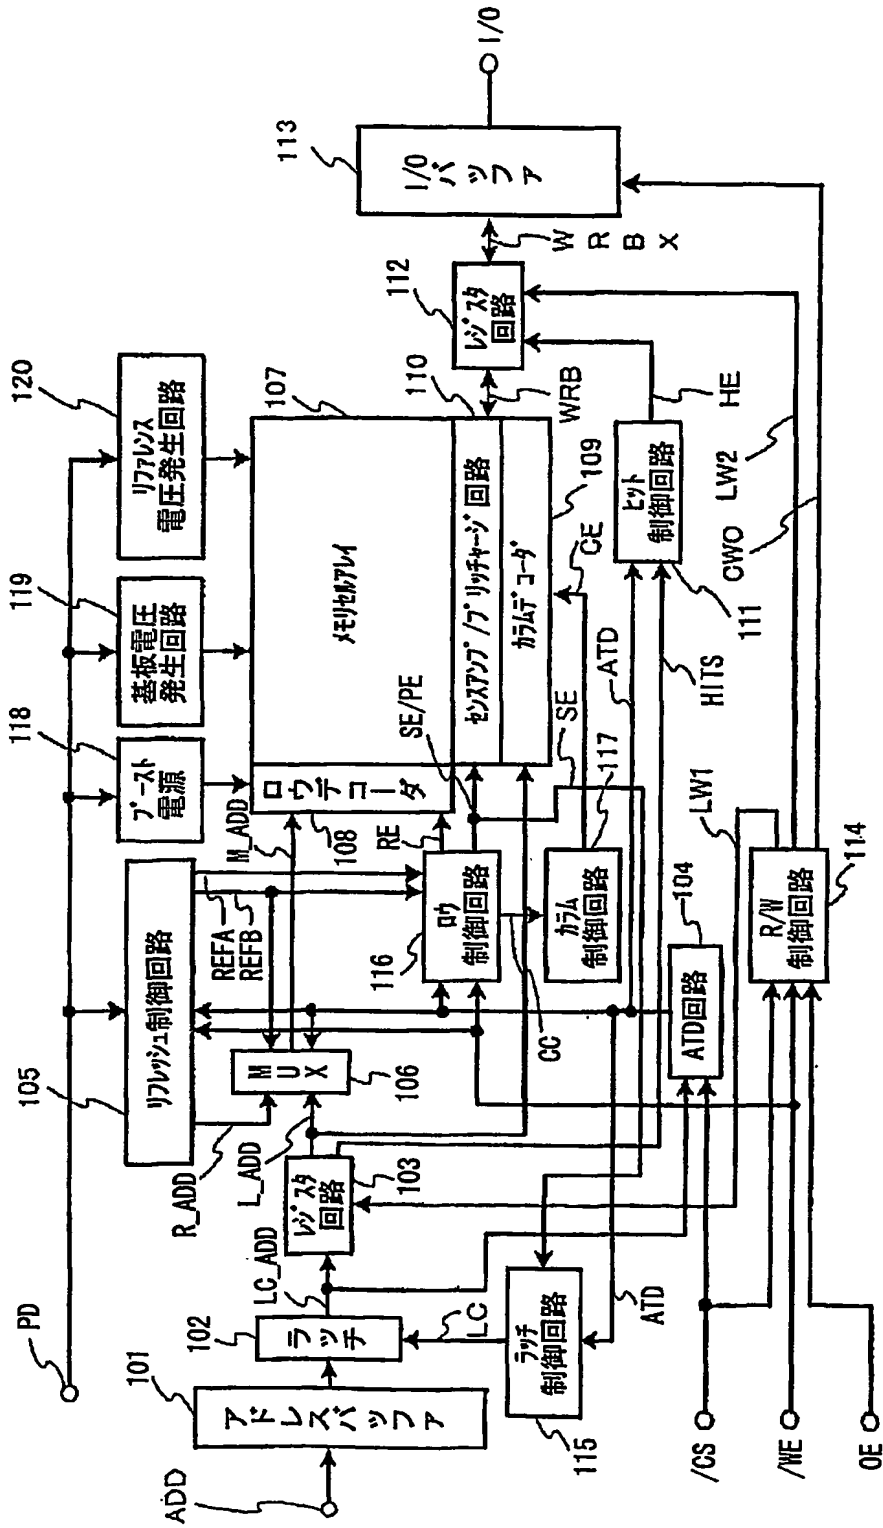 PD
120
リファレンス
電圧発生回路
119
基板電圧
発生回路
118
ブースト
電源
105
リフレッシュ制御回路
R_ADD
REFA
REFB
M_ADD
107
メモリセルアレイ
108
ロウデコーダ
110
センスアンプ/プリッチャージ回路
109
カラムデコーダ
113
I/O
バッファ
I/O
W R B X
112
レジスタ
回路
WRB
ADD
101
アドレスバッファ
102
ラッチ
LC_ADD
LC
103
レジスタ
回路
L_ADD
106
MUX
116
ロウ
制御回路
RE
SE/PE
CC
117
カラム
制御回路
CE
SE
ATD
111
ヒット
制御回路
HE
HITS
115
ラッチ
制御回路
ATD
104
ATD回路
114
R/W
制御回路
LW1
LW2
CWO
/CS
/WE
OE